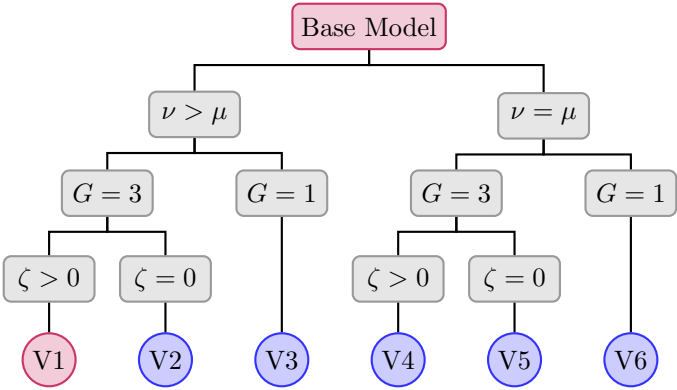 Base Model
ν > μ
ν = μ
G = 3
G = 1
G = 3
G = 1
ζ > 0
ζ = 0
ζ > 0
ζ = 0
V1
V2
V3
V4
V5
V6